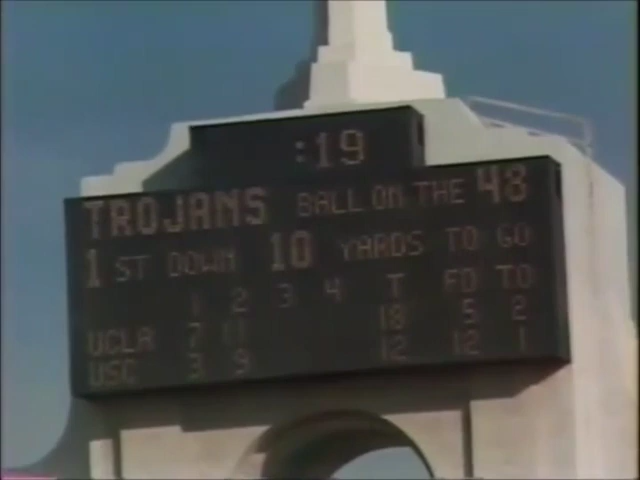 :19
TROJANS BALL ON THE 48
1 ST DOWN 10 YARDS TO GO
1 2 3 4 T FD TO
UCLA 7 11 18 5 2
USC 3 9 12 12 1